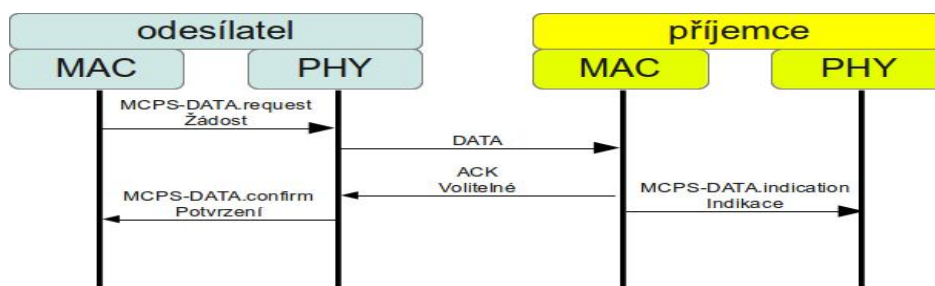 odesílatel
příjemce
MAC
PHY
MAC
PHY
MCPS-DATA.request
Žádost
DATA
ACK
Volitelné
MCPS-DATA.confirm
Potvrzení
MCPS-DATA.indication
Indikace